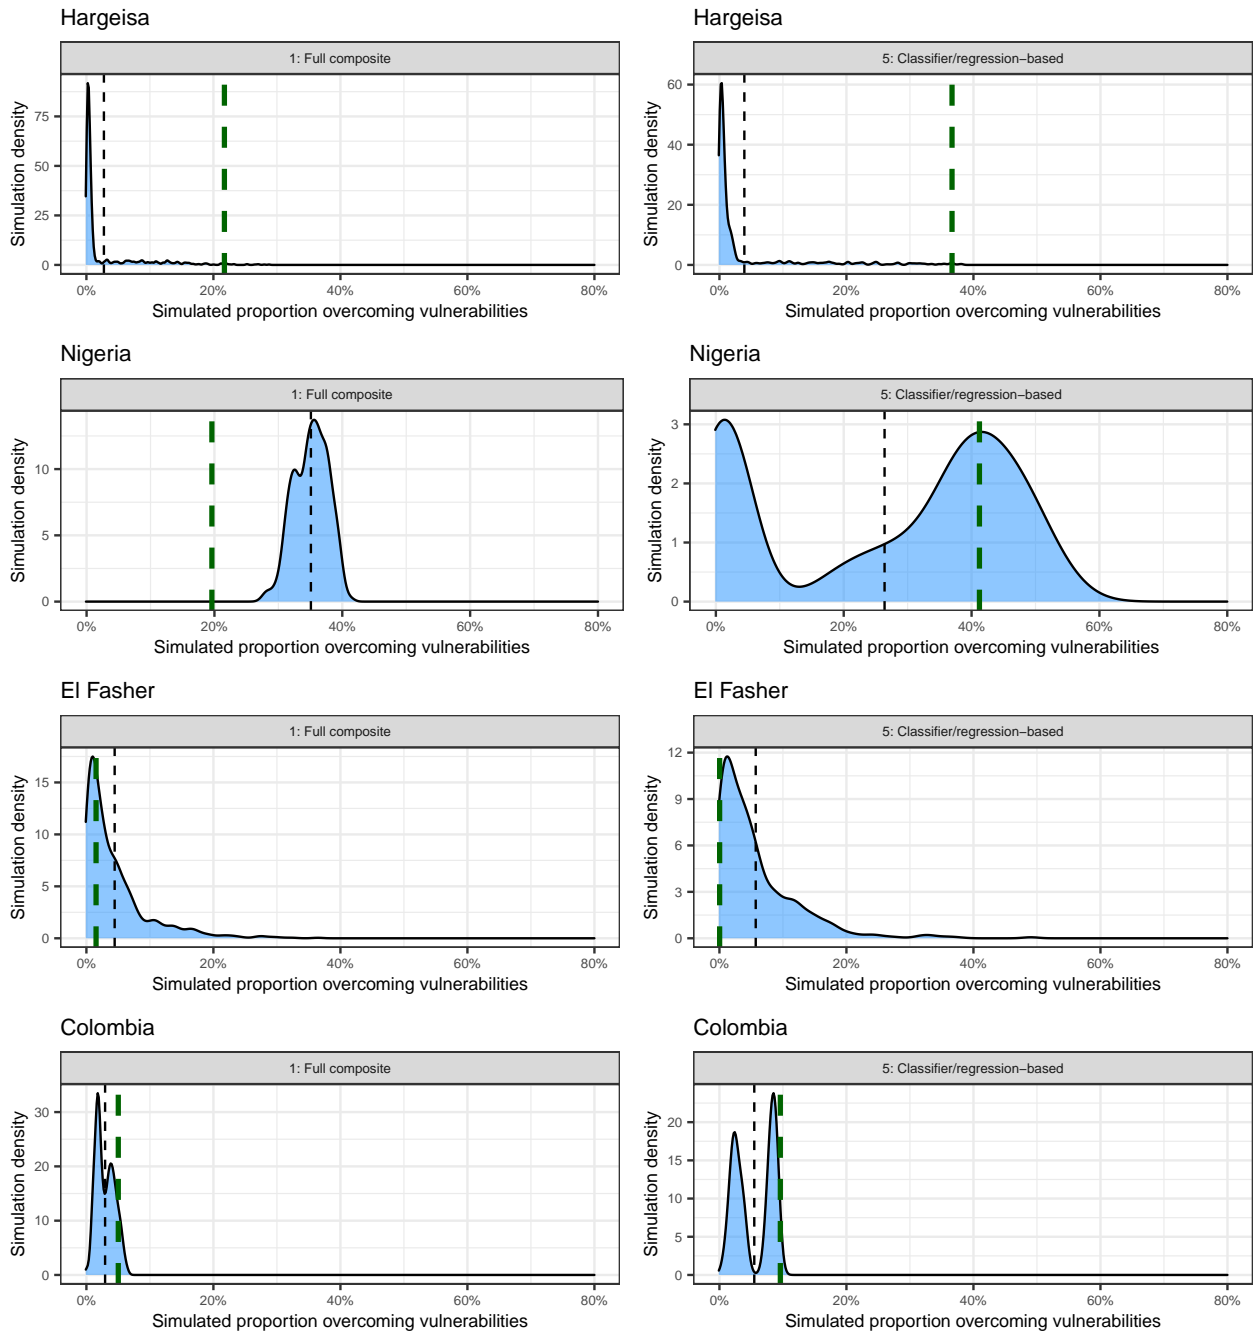 Hargeisa
1: Full composite
Simulation density
75
50
25
0
0% 20% 40% 60% 80%
Simulated proportion overcoming vulnerabilities
Hargeisa
5: Classifier/regression−based
Simulation density
60
40
20
0
0% 20% 40% 60% 80%
Simulated proportion overcoming vulnerabilities
Nigeria
1: Full composite
Simulation density
10
5
0
0% 20% 40% 60% 80%
Simulated proportion overcoming vulnerabilities
Nigeria
5: Classifier/regression−based
Simulation density
3
2
1
0
0% 20% 40% 60% 80%
Simulated proportion overcoming vulnerabilities
El Fasher
1: Full composite
Simulation density
15
10
5
0
0% 20% 40% 60% 80%
Simulated proportion overcoming vulnerabilities
El Fasher
5: Classifier/regression−based
Simulation density
12
9
6
3
0
0% 20% 40% 60% 80%
Simulated proportion overcoming vulnerabilities
Colombia
1: Full composite
Simulation density
30
20
10
0
0% 20% 40% 60% 80%
Simulated proportion overcoming vulnerabilities
Colombia
5: Classifier/regression−based
Simulation density
20
15
10
5
0
0% 20% 40% 60% 80%
Simulated proportion overcoming vulnerabilities